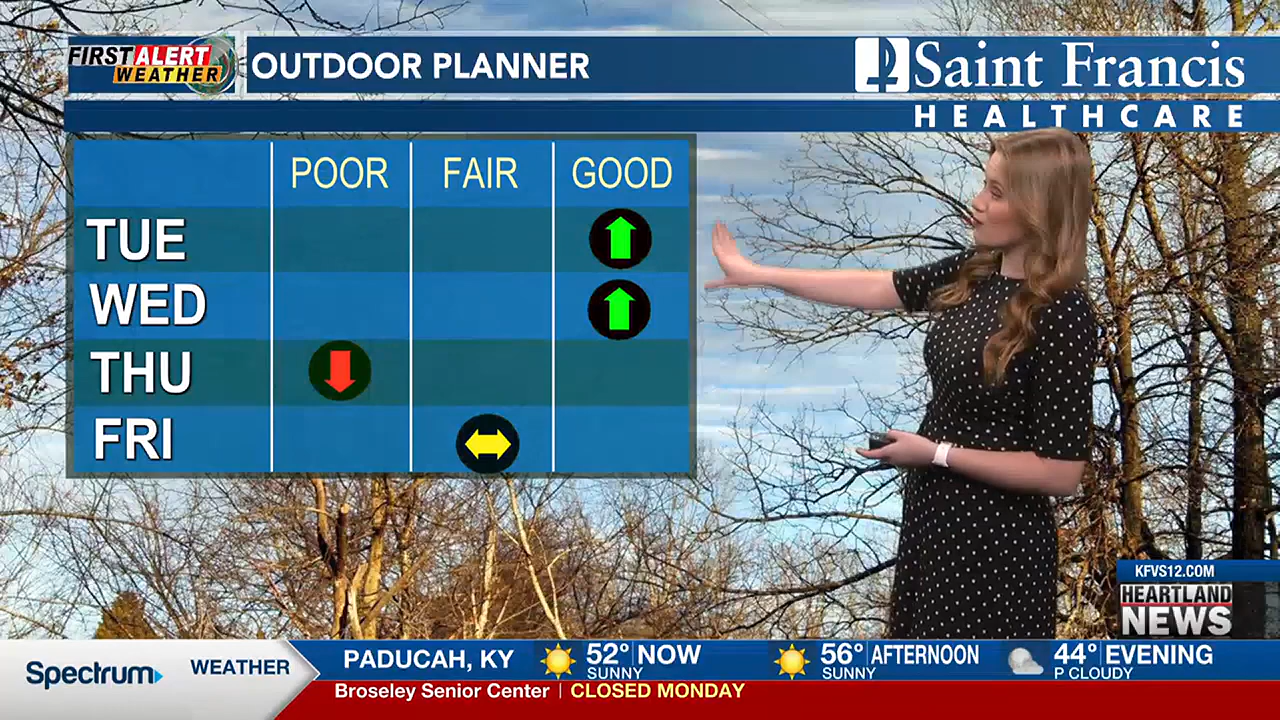 FIRST ALERT
WEATHER
OUTDOOR PLANNER
Saint Francis
HEALTHCARE
POOR FAIR GOOD
TUE
WED
THU
FRI
KFVS12.COM
HEARTLAND
NEWS
Spectrum
WEATHER
PADUCAH, KY
52° NOW
SUNNY
56° AFTERNOON
SUNNY
44° EVENING
P CLOUDY
Broseley Senior Center | CLOSED MONDAY